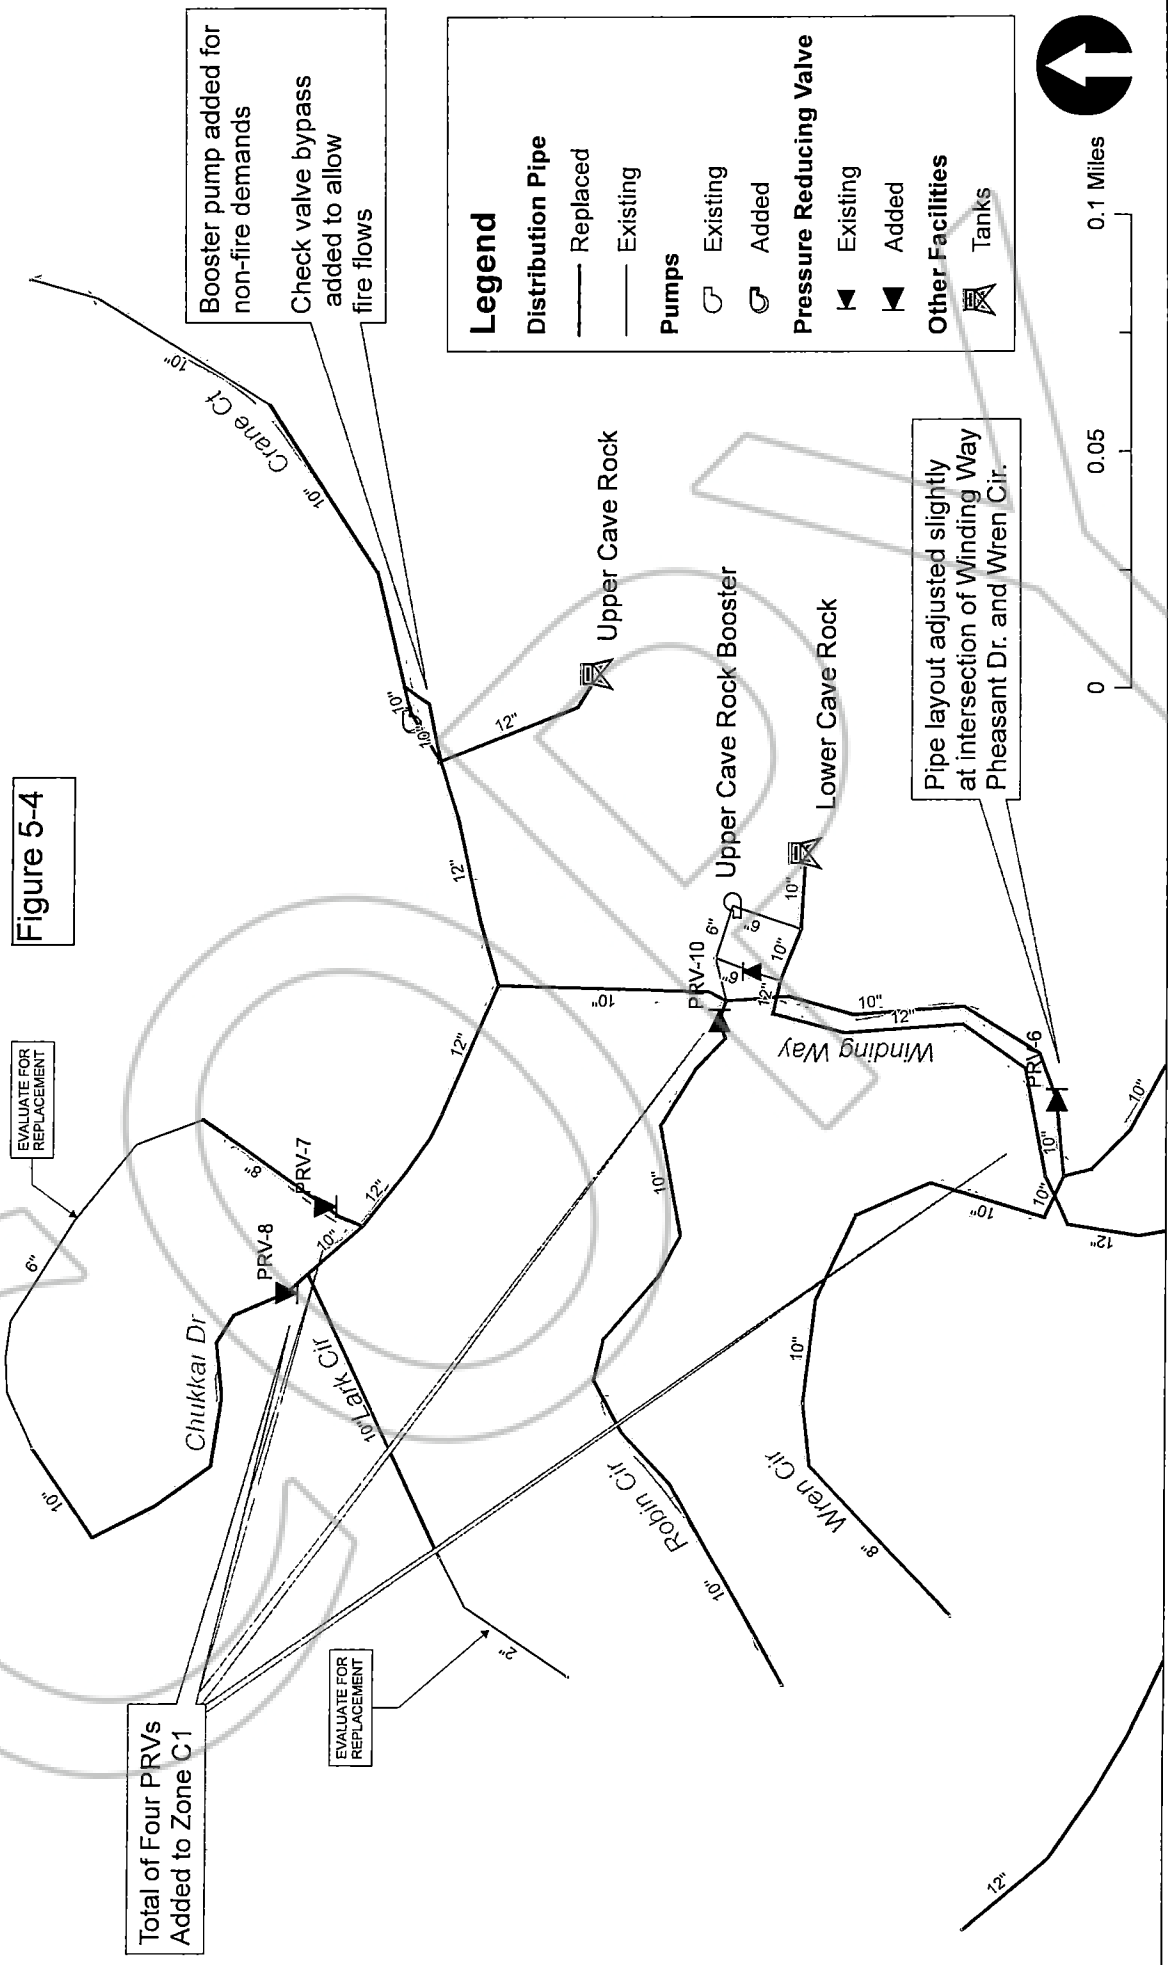 Figure 5-4
Booster pump added for
non-fire demands
Check valve bypass
added to allow
fire flows
EVALUATE FOR
REPLACEMENT
Total of Four PRVs
Added to Zone C1
EVALUATE FOR
REPLACEMENT
Pipe layout adjusted slightly
at intersection of Winding Way
Pheasant Dr. and Wren Cir.
Legend
Distribution Pipe
Replaced
Existing
Pumps
Existing
Added
Pressure Reducing Valve
Existing
Added
Other Facilities
Tanks
0
0.05
0.1 Miles
Crane Ct
10"
10"
10"
10"
12"
Upper Cave Rock
12"
12"
12"
10"
PRV-7
8"
6"
PRV-8
Chukkar Dr
10"
Lark Cir
10"
2"
10"
PRV-10
6"
6"
6"
Upper Cave Rock Booster
10"
10"
Lower Cave Rock
12"
10"
12"
Winding Way
10"
Robin Cir
10"
PRV-6
10"
10"
10"
10"
12"
10"
Wren Cir
8"
12"